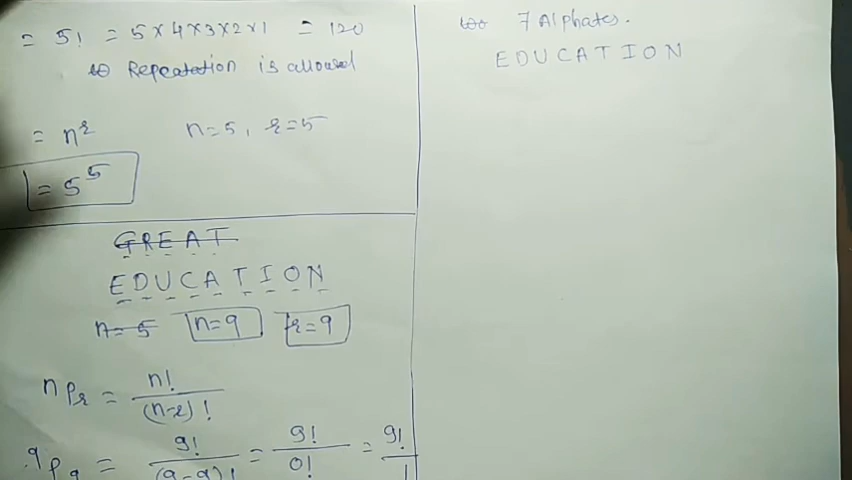 = 5! = 5 × 4 × 3 × 2 × 1 = 120
Repeatation is allowed
= n^r n=5, r=5
= 5^5
GREAT
EDUCATION
n=5 n=9 r=9
nPr = n!/(n-r)!
9P9 = 9!/(9-9)! = 9!/0! = 9!/1
7 Alphates.
EDUCATION